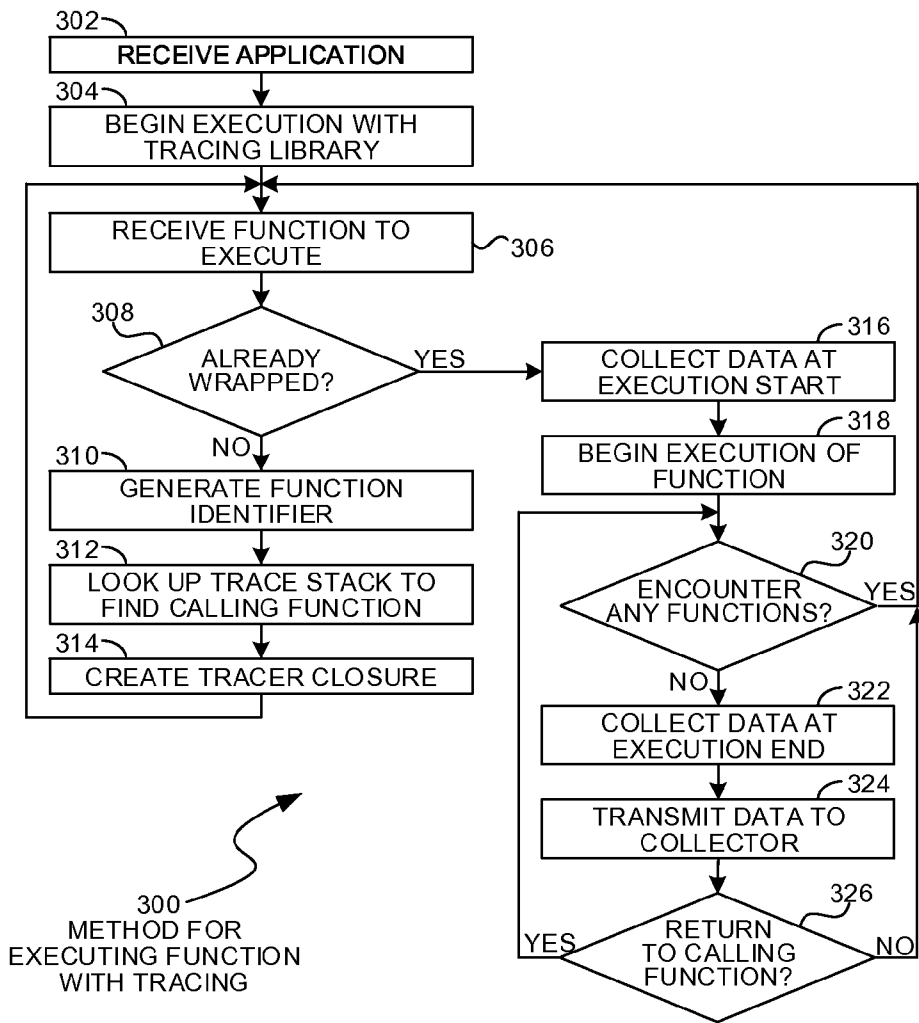 302
RECEIVE APPLICATION
304
BEGIN EXECUTION WITH
TRACING LIBRARY
RECEIVE FUNCTION TO
EXECUTE
306
308
ALREADY
WRAPPED?
YES
NO
310
GENERATE FUNCTION
IDENTIFIER
312
LOOK UP TRACE STACK TO
FIND CALLING FUNCTION
314
CREATE TRACER CLOSURE
316
COLLECT DATA AT
EXECUTION START
318
BEGIN EXECUTION OF
FUNCTION
320
ENCOUNTER
ANY FUNCTIONS?
YES
NO
322
COLLECT DATA AT
EXECUTION END
324
TRANSMIT DATA TO
COLLECTOR
326
RETURN
TO CALLING
FUNCTION?
YES
NO
300
METHOD FOR
EXECUTING FUNCTION
WITH TRACING